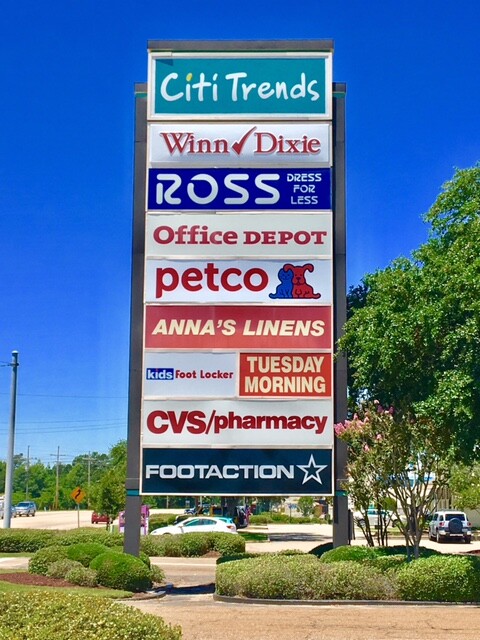 Citi Trends
Winn Dixie
ROSS DRESS
FOR
LESS
Office DEPOT
petco
ANNA'S LINENS
kids Foot Locker
TUESDAY
MORNING
CVS/pharmacy
FOOTACTION